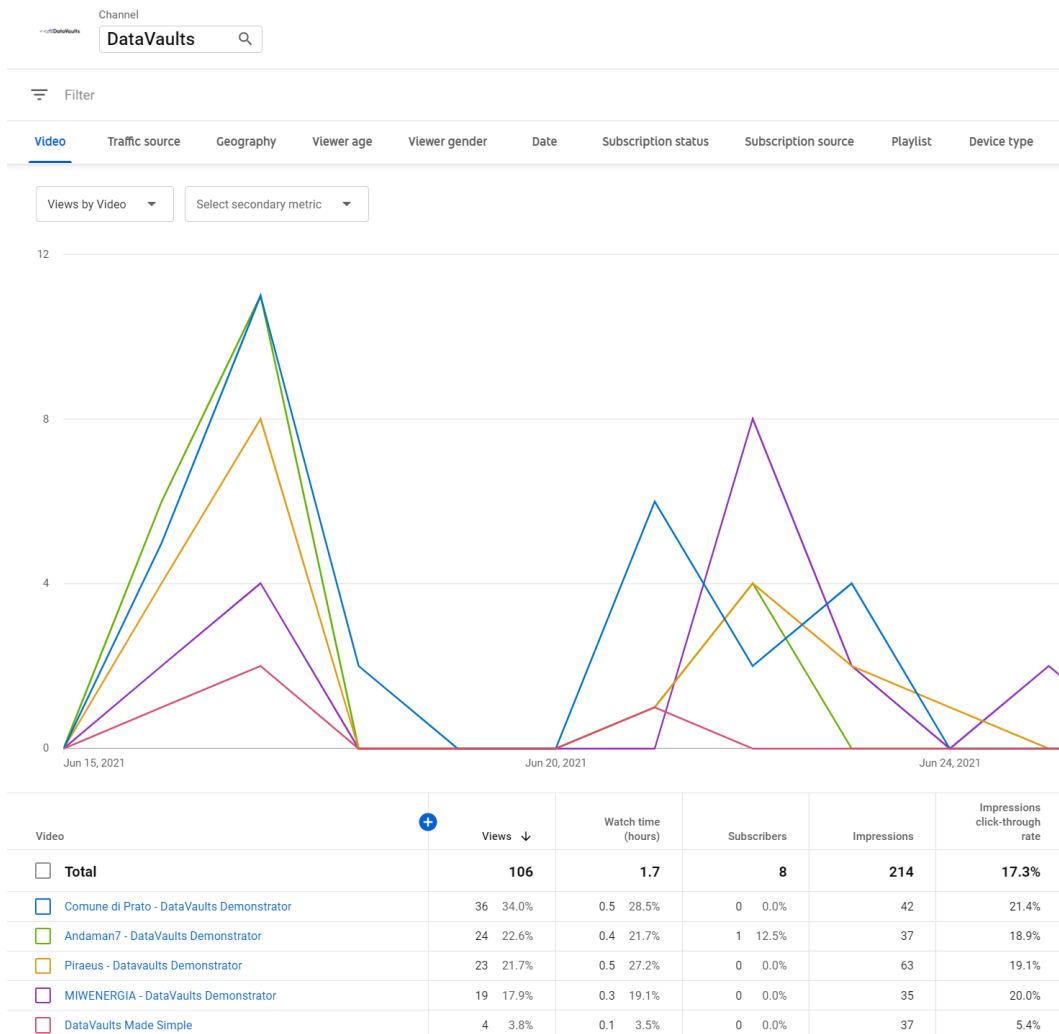 Channel
DataVaults
DataVaults
Filter
Video Traffic source Geography Viewer age Viewer gender Date Subscription status Subscription source Playlist Device type
Views by Video Select secondary metric
12
8
4
0
Jun 15, 2021 Jun 20, 2021 Jun 24, 2021
Video Views Watch time (hours) Subscribers Impressions Impressions click-through rate
Total 106 1.7 8 214 17.3%
Comune di Prato - DataVaults Demonstrator 36 34.0% 0.5 28.5% 0 0.0% 42 21.4%
Andaman7 - DataVaults Demonstrator 24 22.6% 0.4 21.7% 1 12.5% 37 18.9%
Piraeus - Datavaults Demonstrator 23 21.7% 0.5 27.2% 0 0.0% 63 19.1%
MIWENERGIA - DataVaults Demonstrator 19 17.9% 0.3 19.1% 0 0.0% 35 20.0%
DataVaults Made Simple 4 3.8% 0.1 3.5% 0 0.0% 37 5.4%